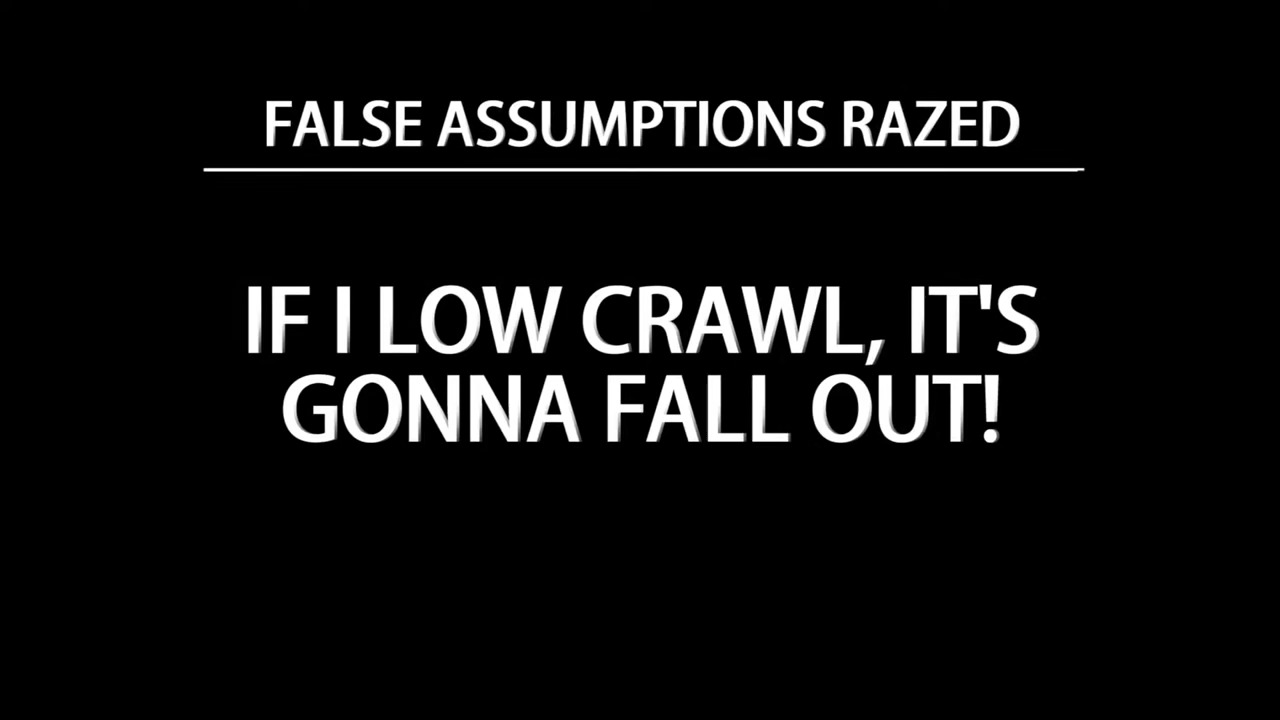 FALSE ASSUMPTIONS RAZED
IF I LOW CRAWL, IT'S
GONNA FALL OUT!